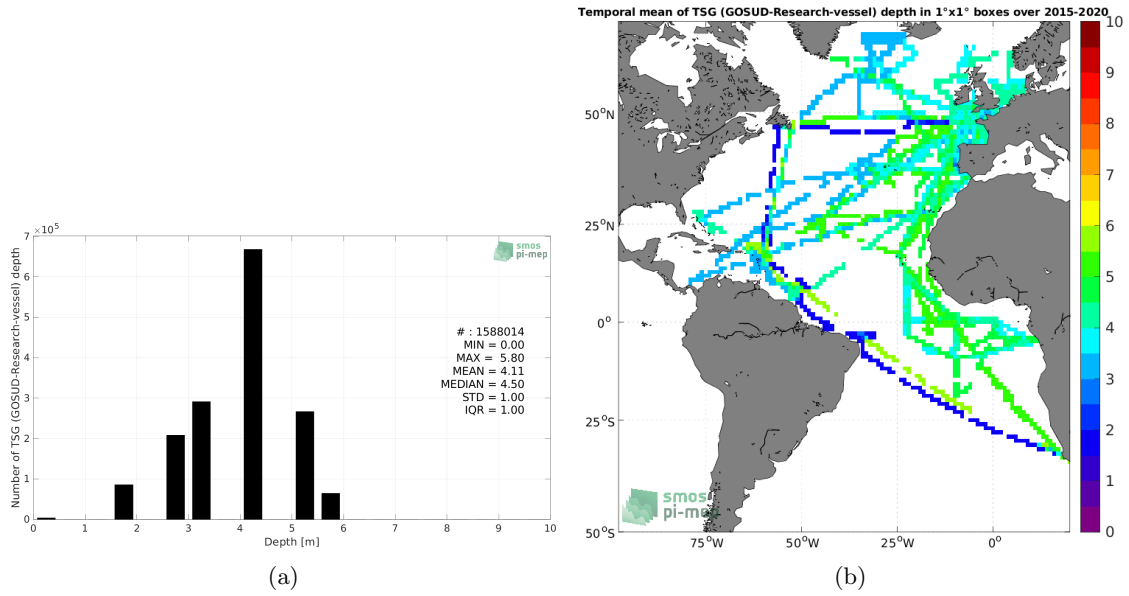 Temporal mean of TSG (GOSUD-Research-vessel) depth in 1°x1° boxes over 2015-2020
×10⁵
7
6
5
4
3
2
1
0
Number of TSG (GOSUD-Research-vessel) depth
smos
pi-mep
# : 1588014
MIN = 0.00
MAX = 5.80
MEAN = 4.11
MEDIAN = 4.50
STD = 1.00
IQR = 1.00
0 1 2 3 4 5 6 7 8 9 10
Depth [m]
(a)
50°N
25°N
0°
25°S
50°S
75°W 50°W 25°W 0°
smos
pi-mep
10
9
8
7
6
5
4
3
2
1
0
(b)